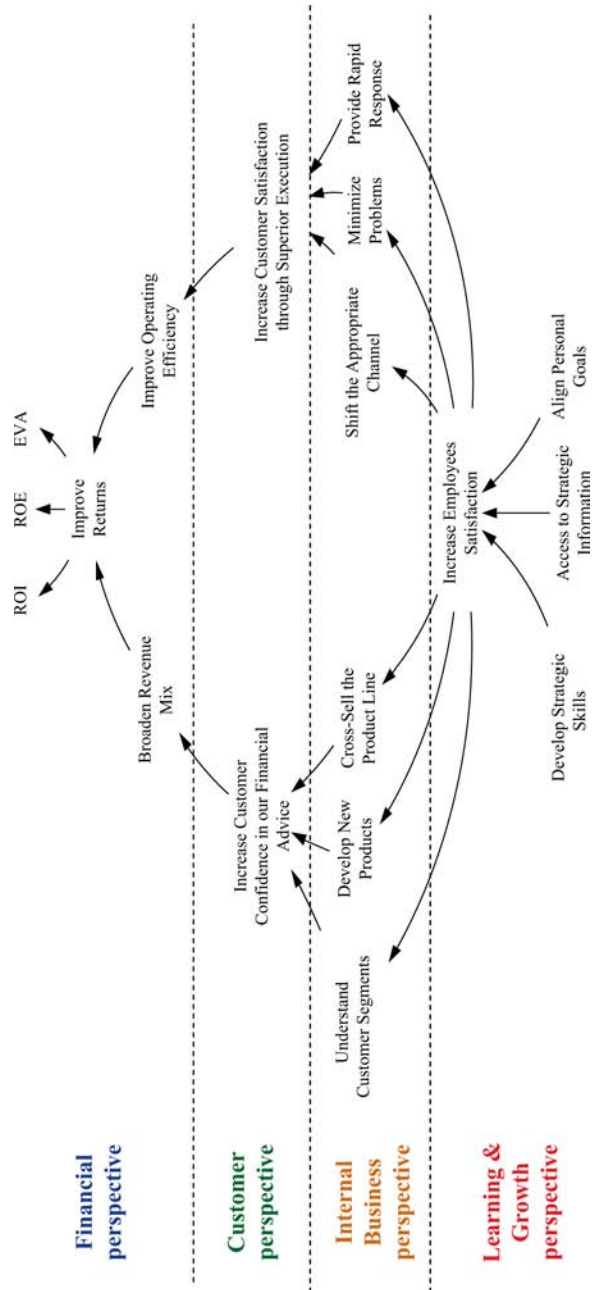 Financial
perspective
ROI
ROE
EVA
Improve
Returns
Broaden Revenue
Mix
Improve Operating
Efficiency
Customer
perspective
Increase Customer
Confidence in our Financial
Advice
Increase Customer Satisfaction
through Superior Execution
Internal
Business
perspective
Understand
Customer Segments
Develop New
Products
Cross-Sell the
Product Line
Shift the Appropriate
Channel
Minimize
Problems
Provide Rapid
Response
Learning &
Growth
perspective
Increase Employees
Satisfaction
Develop Strategic
Skills
Access to Strategic
Information
Align Personal
Goals